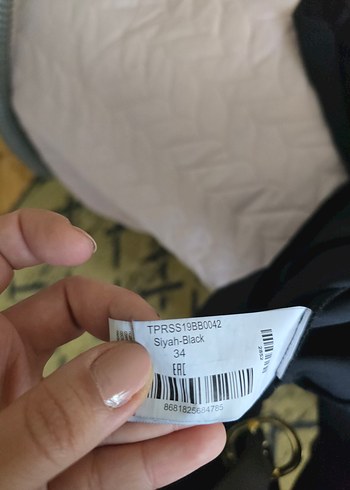 TPRSS19BB0042
Siyah-Black
34
EAC
8681825684785